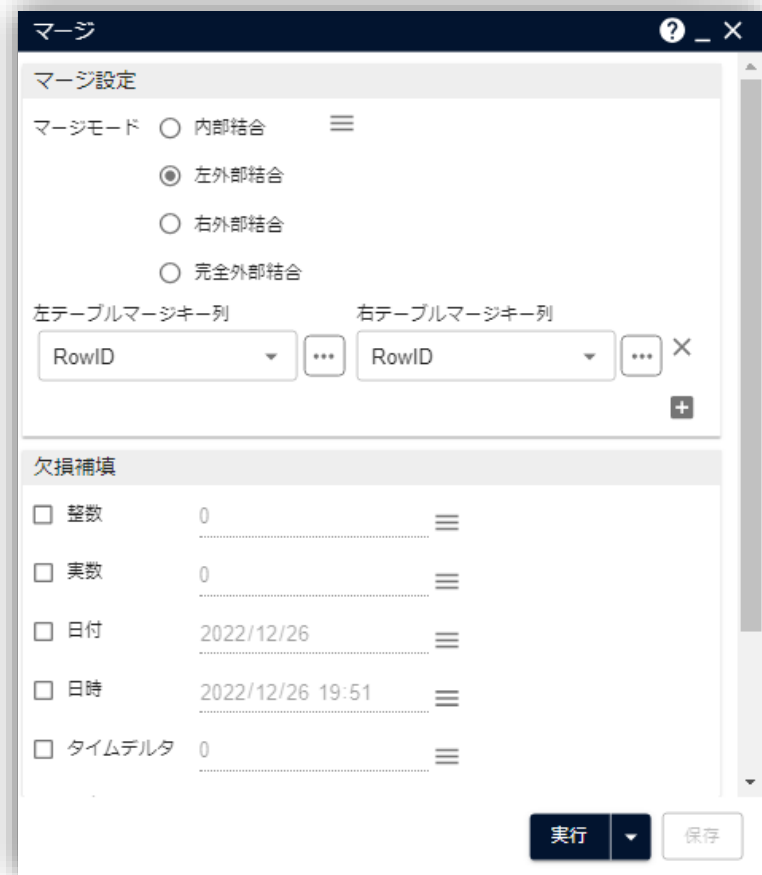 マージ
マージ設定
マージモード 内部結合
左外部結合
右外部結合
完全外部結合
左テーブルマージキー列 右テーブルマージキー列
RowID RowID
欠損補填
整数 0
実数 0
日付 2022/12/26
日時 2022/12/26 19:51
タイムデルタ 0
実行 保存